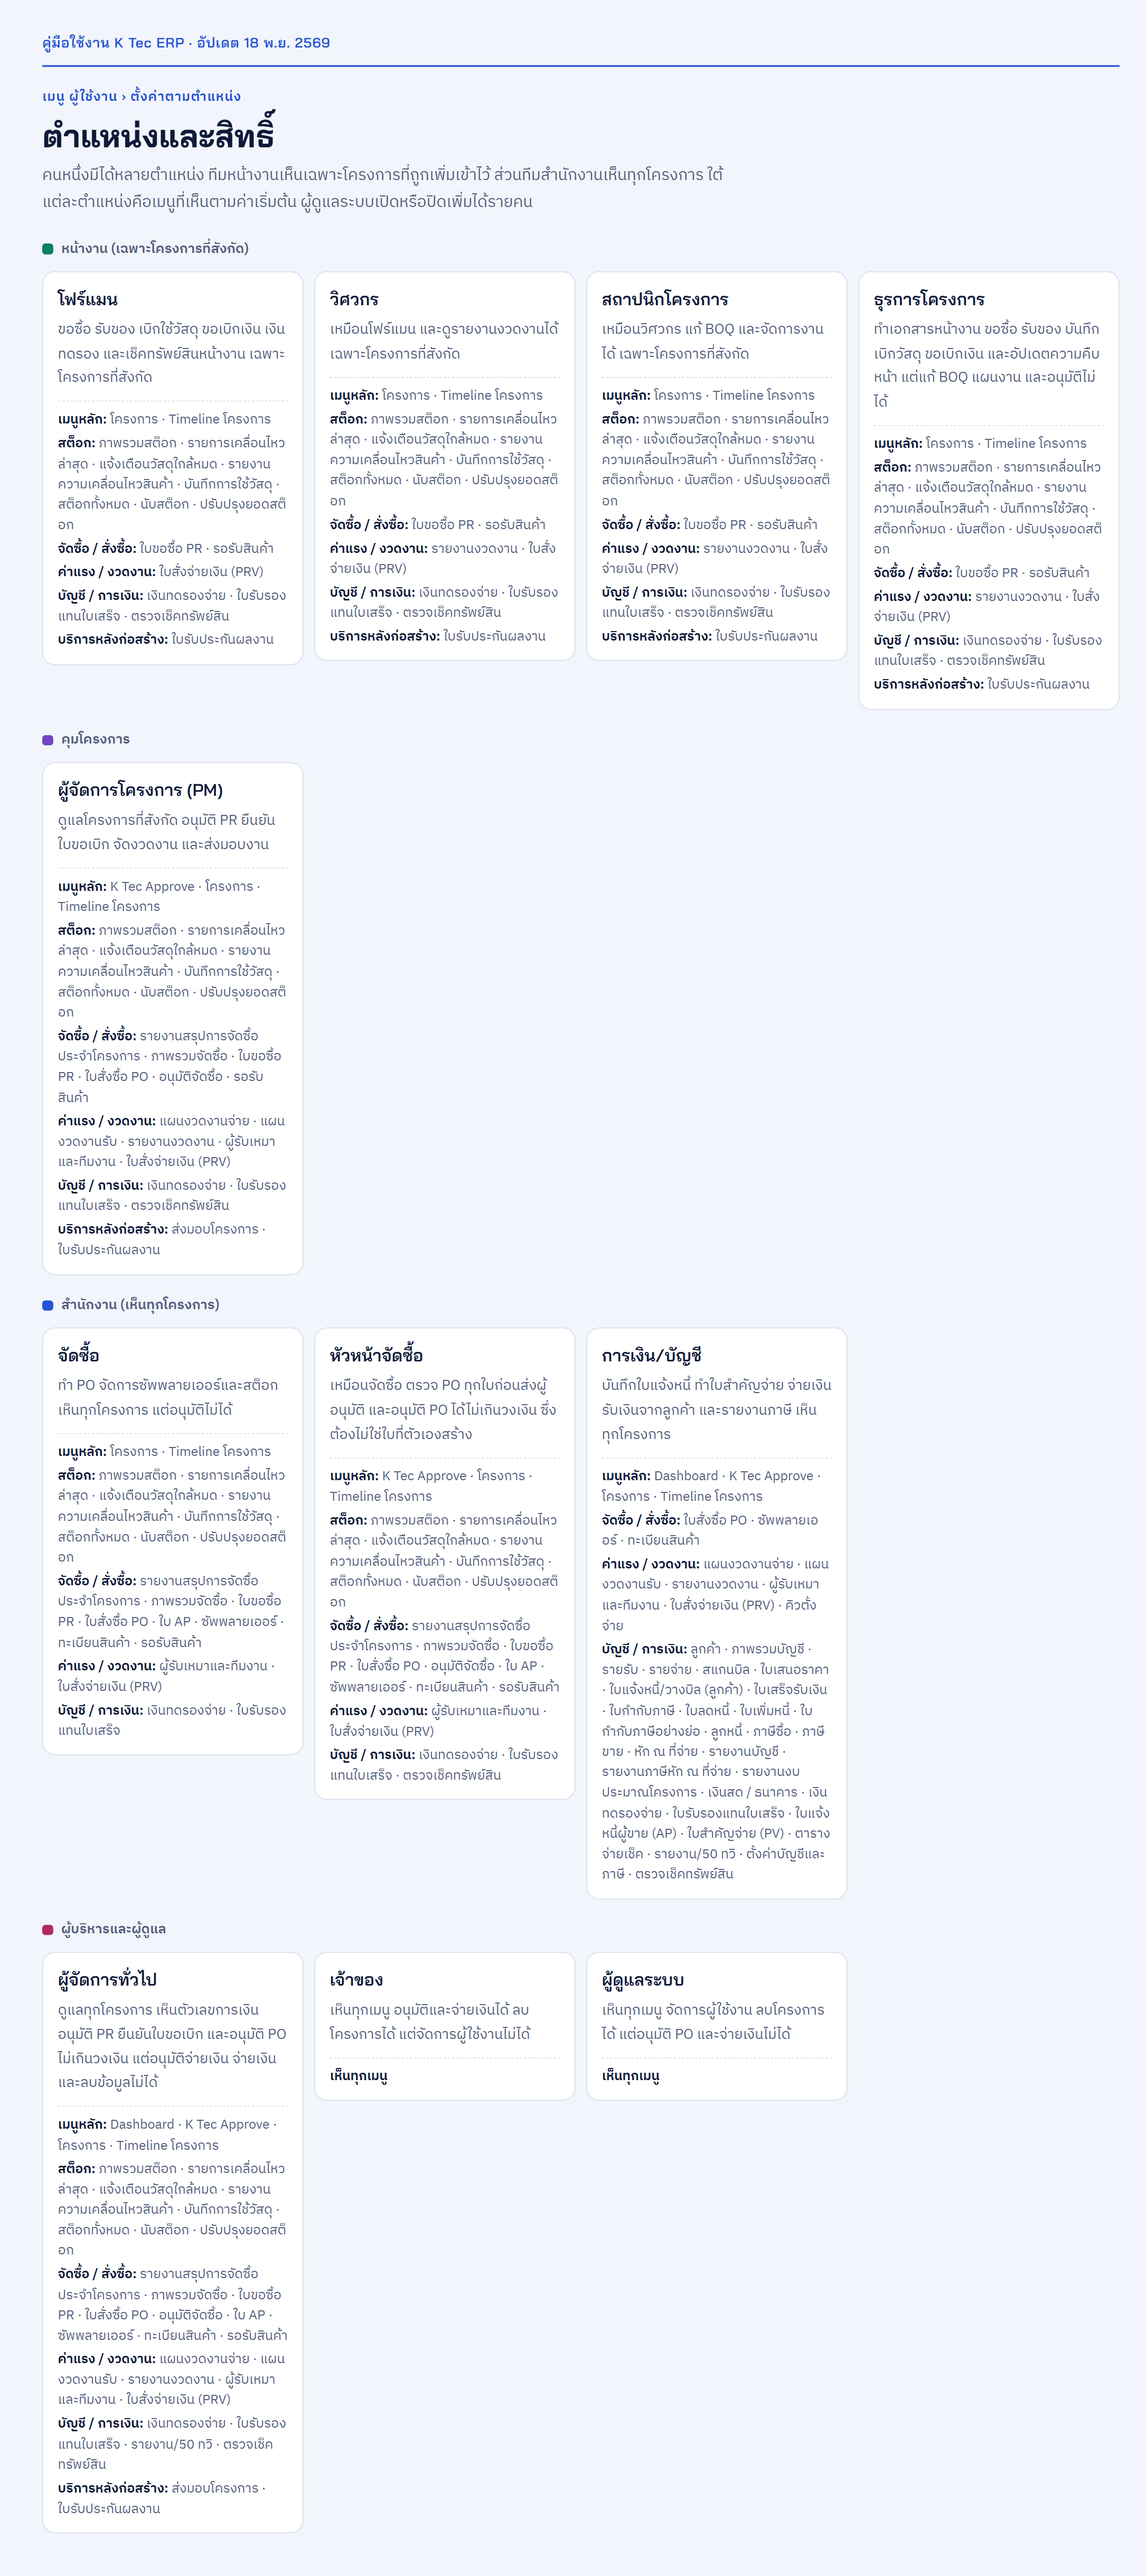 คู่มือใช้งาน K Tec ERP · อัปเดต 18 พ.ย. 2569
เมนู ผู้ใช้งาน › ตั้งค่าตามตำแหน่ง
ตำแหน่งและสิทธิ์
คนหนึ่งมีได้หลายตำแหน่ง ทีมหน้างานเห็นเฉพาะโครงการที่ถูกเพิ่มเข้าไว้ ส่วนทีมสำนักงานเห็นทุกโครงการ ใต้
แต่ละตำแหน่งคือเมนูที่เห็นตามค่าเริ่มต้น ผู้ดูแลระบบเปิดหรือปิดเพิ่มได้รายคน
หน้างาน (เฉพาะโครงการที่สังกัด)
โฟร์แมน
ขอซื้อ รับของ เบิกใช้วัสดุ ขอเบิกเงิน เงิน
ทดรอง และเช็คทรัพย์สินหน้างาน เฉพาะ
โครงการที่สังกัด
เมนูหลัก: โครงการ · Timeline โครงการ
สต็อก: ภาพรวมสต็อก · รายการเคลื่อนไหว
ล่าสุด · แจ้งเตือนวัสดุใกล้หมด · รายงาน
ความเคลื่อนไหวสินค้า · บันทึกการใช้วัสดุ ·
สต็อกทั้งหมด · นับสต็อก · ปรับปรุงยอดสต็
อก
จัดซื้อ / สั่งซื้อ: ใบขอซื้อ PR · รอรับสินค้า
ค่าแรง / งวดงาน: ใบสั่งจ่ายเงิน (PRV)
บัญชี / การเงิน: เงินทดรองจ่าย · ใบรับรอง
แทนใบเสร็จ · ตรวจเช็คทรัพย์สิน
บริการหลังก่อสร้าง: ใบรับประกันผลงาน
วิศวกร
เหมือนโฟร์แมน และดูรายงานงวดงานได้
เฉพาะโครงการที่สังกัด
เมนูหลัก: โครงการ · Timeline โครงการ
สต็อก: ภาพรวมสต็อก · รายการเคลื่อนไหว
ล่าสุด · แจ้งเตือนวัสดุใกล้หมด · รายงาน
ความเคลื่อนไหวสินค้า · บันทึกการใช้วัสดุ ·
สต็อกทั้งหมด · นับสต็อก · ปรับปรุงยอดสต็
อก
จัดซื้อ / สั่งซื้อ: ใบขอซื้อ PR · รอรับสินค้า
ค่าแรง / งวดงาน: รายงานงวดงาน · ใบสั่ง
จ่ายเงิน (PRV)
บัญชี / การเงิน: เงินทดรองจ่าย · ใบรับรอง
แทนใบเสร็จ · ตรวจเช็คทรัพย์สิน
บริการหลังก่อสร้าง: ใบรับประกันผลงาน
สถาปนิกโครงการ
เหมือนวิศวกร แก้ BOQ และจัดการงาน
ได้ เฉพาะโครงการที่สังกัด
เมนูหลัก: โครงการ · Timeline โครงการ
สต็อก: ภาพรวมสต็อก · รายการเคลื่อนไหว
ล่าสุด · แจ้งเตือนวัสดุใกล้หมด · รายงาน
ความเคลื่อนไหวสินค้า · บันทึกการใช้วัสดุ ·
สต็อกทั้งหมด · นับสต็อก · ปรับปรุงยอดสต็
อก
จัดซื้อ / สั่งซื้อ: ใบขอซื้อ PR · รอรับสินค้า
ค่าแรง / งวดงาน: รายงานงวดงาน · ใบสั่ง
จ่ายเงิน (PRV)
บัญชี / การเงิน: เงินทดรองจ่าย · ใบรับรอง
แทนใบเสร็จ · ตรวจเช็คทรัพย์สิน
บริการหลังก่อสร้าง: ใบรับประกันผลงาน
ธุรการโครงการ
ทำเอกสารหน้างาน ขอซื้อ รับของ บันทึก
เบิกวัสดุ ขอเบิกเงิน และอัปเดตความคืบ
หน้า แต่แก้ BOQ แผนงาน และอนุมัติไม่
ได้
เมนูหลัก: โครงการ · Timeline โครงการ
สต็อก: ภาพรวมสต็อก · รายการเคลื่อนไหว
ล่าสุด · แจ้งเตือนวัสดุใกล้หมด · รายงาน
ความเคลื่อนไหวสินค้า · บันทึกการใช้วัสดุ ·
สต็อกทั้งหมด · นับสต็อก · ปรับปรุงยอดสต็
อก
จัดซื้อ / สั่งซื้อ: ใบขอซื้อ PR · รอรับสินค้า
ค่าแรง / งวดงาน: รายงานงวดงาน · ใบสั่ง
จ่ายเงิน (PRV)
บัญชี / การเงิน: เงินทดรองจ่าย · ใบรับรอง
แทนใบเสร็จ · ตรวจเช็คทรัพย์สิน
บริการหลังก่อสร้าง: ใบรับประกันผลงาน
คุมโครงการ
ผู้จัดการโครงการ (PM)
ดูแลโครงการที่สังกัด อนุมัติ PR ยืนยัน
ใบขอเบิก จัดงวดงาน และส่งมอบงาน
เมนูหลัก: K Tec Approve · โครงการ ·
Timeline โครงการ
สต็อก: ภาพรวมสต็อก · รายการเคลื่อนไหว
ล่าสุด · แจ้งเตือนวัสดุใกล้หมด · รายงาน
ความเคลื่อนไหวสินค้า · บันทึกการใช้วัสดุ ·
สต็อกทั้งหมด · นับสต็อก · ปรับปรุงยอดสต็
อก
จัดซื้อ / สั่งซื้อ: รายงานสรุปการจัดซื้อ
ประจำโครงการ · ภาพรวมจัดซื้อ · ใบขอซื้อ
PR · ใบสั่งซื้อ PO · อนุมัติจัดซื้อ · รอรับ
สินค้า
ค่าแรง / งวดงาน: แผนงวดงานจ่าย · แผน
งวดงานรับ · รายงานงวดงาน · ผู้รับเหมา
และทีมงาน · ใบสั่งจ่ายเงิน (PRV)
บัญชี / การเงิน: เงินทดรองจ่าย · ใบรับรอง
แทนใบเสร็จ · ตรวจเช็คทรัพย์สิน
บริการหลังก่อสร้าง: ส่งมอบโครงการ ·
ใบรับประกันผลงาน
สำนักงาน (เห็นทุกโครงการ)
จัดซื้อ
ทำ PO จัดการซัพพลายเออร์และสต็อก
เห็นทุกโครงการ แต่อนุมัติไม่ได้
เมนูหลัก: โครงการ · Timeline โครงการ
สต็อก: ภาพรวมสต็อก · รายการเคลื่อนไหว
ล่าสุด · แจ้งเตือนวัสดุใกล้หมด · รายงาน
ความเคลื่อนไหวสินค้า · บันทึกการใช้วัสดุ ·
สต็อกทั้งหมด · นับสต็อก · ปรับปรุงยอดสต็
อก
จัดซื้อ / สั่งซื้อ: รายงานสรุปการจัดซื้อ
ประจำโครงการ · ภาพรวมจัดซื้อ · ใบขอซื้อ
PR · ใบสั่งซื้อ PO · ใบ AP · ซัพพลายเออร์ ·
ทะเบียนสินค้า · รอรับสินค้า
ค่าแรง / งวดงาน: ผู้รับเหมาและทีมงาน ·
ใบสั่งจ่ายเงิน (PRV)
บัญชี / การเงิน: เงินทดรองจ่าย · ใบรับรอง
แทนใบเสร็จ
หัวหน้าจัดซื้อ
เหมือนจัดซื้อ ตรวจ PO ทุกใบก่อนส่งผู้
อนุมัติ และอนุมัติ PO ได้ไม่เกินวงเงิน ซึ่ง
ต้องไม่ใช่ใบที่ตัวเองสร้าง
เมนูหลัก: K Tec Approve · โครงการ ·
Timeline โครงการ
สต็อก: ภาพรวมสต็อก · รายการเคลื่อนไหว
ล่าสุด · แจ้งเตือนวัสดุใกล้หมด · รายงาน
ความเคลื่อนไหวสินค้า · บันทึกการใช้วัสดุ ·
สต็อกทั้งหมด · นับสต็อก · ปรับปรุงยอดสต็
อก
จัดซื้อ / สั่งซื้อ: รายงานสรุปการจัดซื้อ
ประจำโครงการ · ภาพรวมจัดซื้อ · ใบขอซื้อ
PR · ใบสั่งซื้อ PO · อนุมัติจัดซื้อ · ใบ AP ·
ซัพพลายเออร์ · ทะเบียนสินค้า · รอรับสินค้า
ค่าแรง / งวดงาน: ผู้รับเหมาและทีมงาน ·
ใบสั่งจ่ายเงิน (PRV)
บัญชี / การเงิน: เงินทดรองจ่าย · ใบรับรอง
แทนใบเสร็จ · ตรวจเช็คทรัพย์สิน
การเงิน/บัญชี
บันทึกใบแจ้งหนี้ ทำใบสำคัญจ่าย จ่ายเงิน
รับเงินจากลูกค้า และรายงานภาษี เห็น
ทุกโครงการ
เมนูหลัก: Dashboard · K Tec Approve ·
โครงการ · Timeline โครงการ
จัดซื้อ / สั่งซื้อ: ใบสั่งซื้อ PO · ซัพพลายเอ
อร์ · ทะเบียนสินค้า
ค่าแรง / งวดงาน: แผนงวดงานจ่าย · แผน
งวดงานรับ · รายงานงวดงาน · ผู้รับเหมา
และทีมงาน · ใบสั่งจ่ายเงิน (PRV) · คิวตั้ง
จ่าย
บัญชี / การเงิน: ลูกค้า · ภาพรวมบัญชี ·
รายรับ · รายจ่าย · สแกนบิล · ใบเสนอราคา
· ใบแจ้งหนี้/วางบิล (ลูกค้า) · ใบเสร็จรับเงิน
· ใบกำกับภาษี · ใบลดหนี้ · ใบเพิ่มหนี้ · ใบ
กำกับภาษีอย่างย่อ · ลูกหนี้ · ภาษีซื้อ · ภาษี
ขาย · หัก ณ ที่จ่าย · รายงานบัญชี ·
รายงานภาษีหัก ณ ที่จ่าย · รายงานงบ
ประมาณโครงการ · เงินสด / ธนาคาร · เงิน
ทดรองจ่าย · ใบรับรองแทนใบเสร็จ · ใบแจ้ง
หนี้ผู้ขาย (AP) · ใบสำคัญจ่าย (PV) · ตาราง
จ่ายเช็ค · รายงาน/50 ทวิ · ตั้งค่าบัญชีและ
ภาษี · ตรวจเช็คทรัพย์สิน
ผู้บริหารและผู้ดูแล
ผู้จัดการทั่วไป
ดูแลทุกโครงการ เห็นตัวเลขการเงิน
อนุมัติ PR ยืนยันใบขอเบิก และอนุมัติ PO
ไม่เกินวงเงิน แต่อนุมัติจ่ายเงิน จ่ายเงิน
และลบข้อมูลไม่ได้
เมนูหลัก: Dashboard · K Tec Approve ·
โครงการ · Timeline โครงการ
สต็อก: ภาพรวมสต็อก · รายการเคลื่อนไหว
ล่าสุด · แจ้งเตือนวัสดุใกล้หมด · รายงาน
ความเคลื่อนไหวสินค้า · บันทึกการใช้วัสดุ ·
สต็อกทั้งหมด · นับสต็อก · ปรับปรุงยอดสต็
อก
จัดซื้อ / สั่งซื้อ: รายงานสรุปการจัดซื้อ
ประจำโครงการ · ภาพรวมจัดซื้อ · ใบขอซื้อ
PR · ใบสั่งซื้อ PO · อนุมัติจัดซื้อ · ใบ AP ·
ซัพพลายเออร์ · ทะเบียนสินค้า · รอรับสินค้า
ค่าแรง / งวดงาน: แผนงวดงานจ่าย · แผน
งวดงานรับ · รายงานงวดงาน · ผู้รับเหมา
และทีมงาน · ใบสั่งจ่ายเงิน (PRV)
บัญชี / การเงิน: เงินทดรองจ่าย · ใบรับรอง
แทนใบเสร็จ · รายงาน/50 ทวิ · ตรวจเช็ค
ทรัพย์สิน
บริการหลังก่อสร้าง: ส่งมอบโครงการ ·
ใบรับประกันผลงาน
เจ้าของ
เห็นทุกเมนู อนุมัติและจ่ายเงินได้ ลบ
โครงการได้ แต่จัดการผู้ใช้งานไม่ได้
เห็นทุกเมนู
ผู้ดูแลระบบ
เห็นทุกเมนู จัดการผู้ใช้งาน ลบโครงการ
ได้ แต่อนุมัติ PO และจ่ายเงินไม่ได้
เห็นทุกเมนู